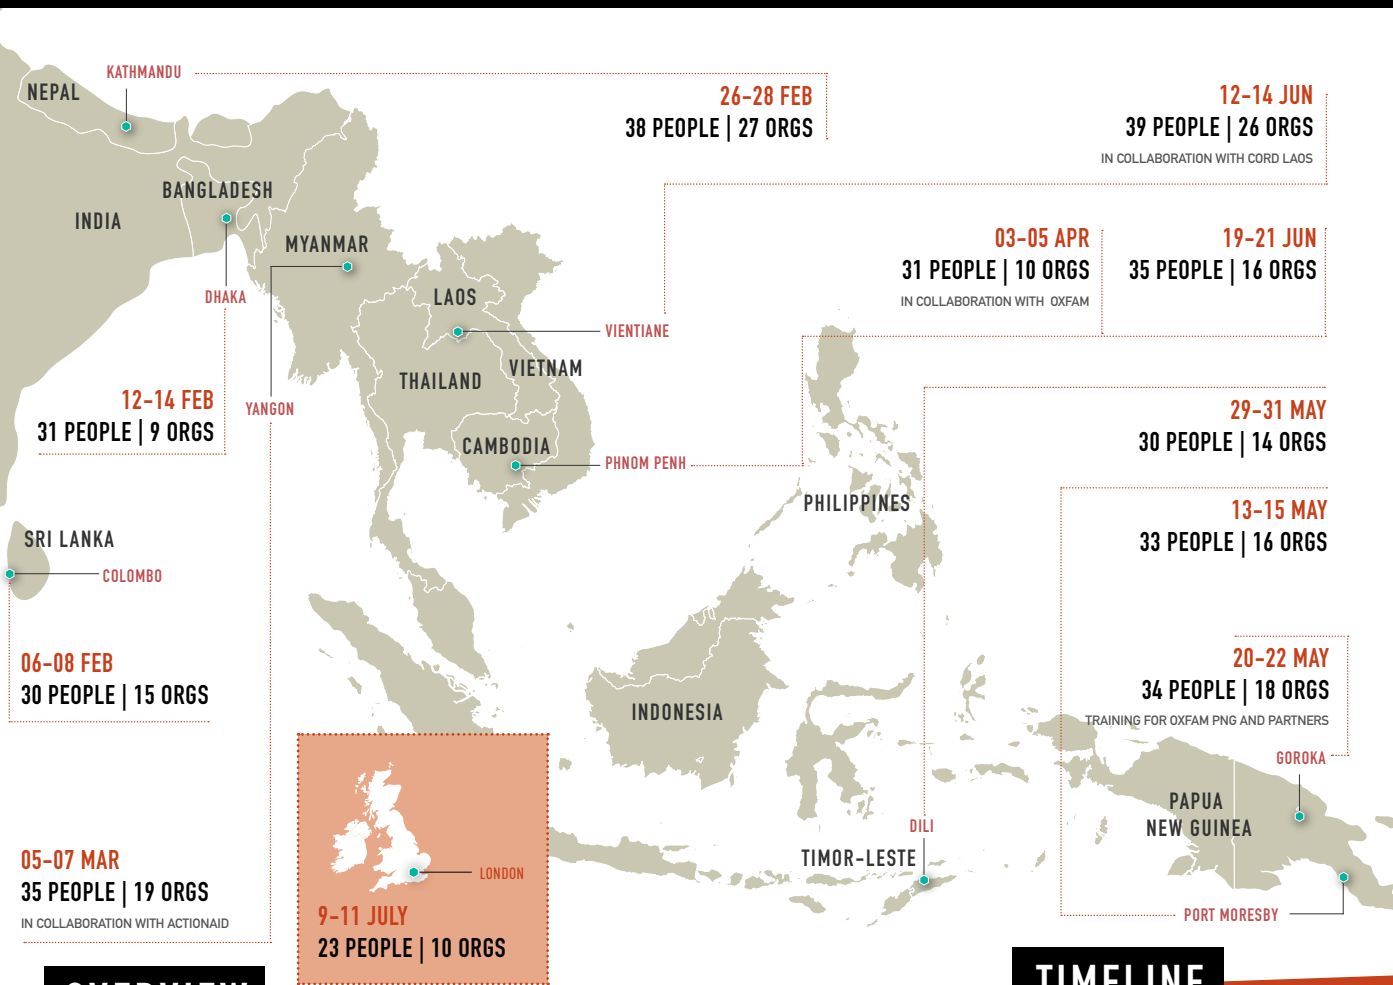 KATHMANDU
NEPAL
26-28 FEB
38 PEOPLE | 27 ORGS
12-14 JUN
39 PEOPLE | 26 ORGS
IN COLLABORATION WITH CORD LAOS
BANGLADESH
INDIA
MYANMAR
03-05 APR
31 PEOPLE | 10 ORGS
IN COLLABORATION WITH OXFAM
19-21 JUN
35 PEOPLE | 16 ORGS
DHAKA
LAOS
VIENTIANE
THAILAND
VIETNAM
12-14 FEB
31 PEOPLE | 9 ORGS
YANGON
29-31 MAY
30 PEOPLE | 14 ORGS
CAMBODIA
PHNOM PENH
PHILIPPINES
13-15 MAY
33 PEOPLE | 16 ORGS
SRI LANKA
COLOMBO
06-08 FEB
30 PEOPLE | 15 ORGS
INDONESIA
20-22 MAY
34 PEOPLE | 18 ORGS
TRAINING FOR OXFAM PNG AND PARTNERS
GOROKA
PAPUA
NEW GUINEA
DILI
TIMOR-LESTE
05-07 MAR
35 PEOPLE | 19 ORGS
IN COLLABORATION WITH ACTIONAID
LONDON
9-11 JULY
23 PEOPLE | 10 ORGS
PORT MORESBY
OVERVIEW
TIMELINE